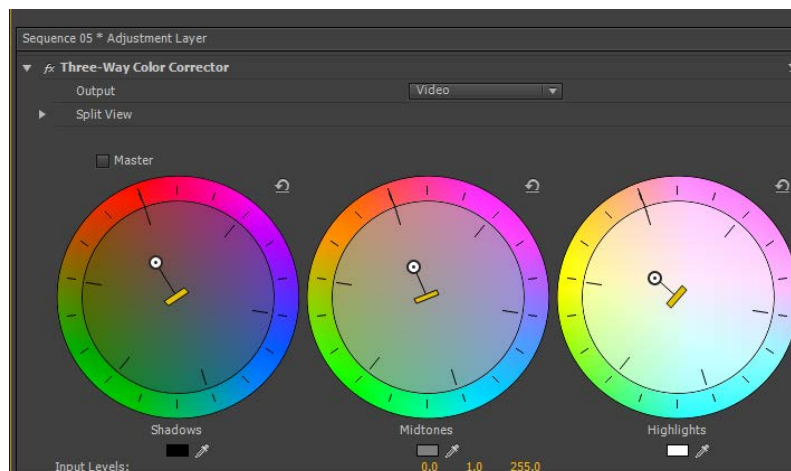 Sequence 05 * Adjustment Layer
fx Three-Way Color Corrector
Output Video
Split View
Master
Shadows Midtones Highlights
Input Levels: 0.0 1.0 255.0